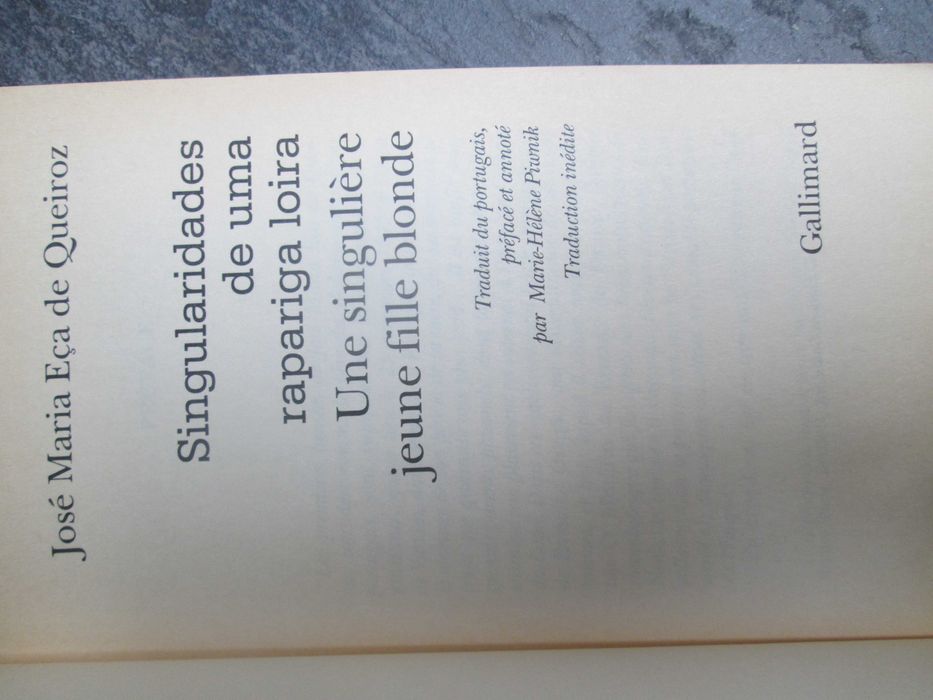 José Maria Eça de Queiroz
Singularidades
de uma
rapariga loira
Une singulière
jeune fille blonde
Traduit du portugais,
préfacé et annoté
par Marie-Hélène Piwnik
Traduction inédite
Gallimard